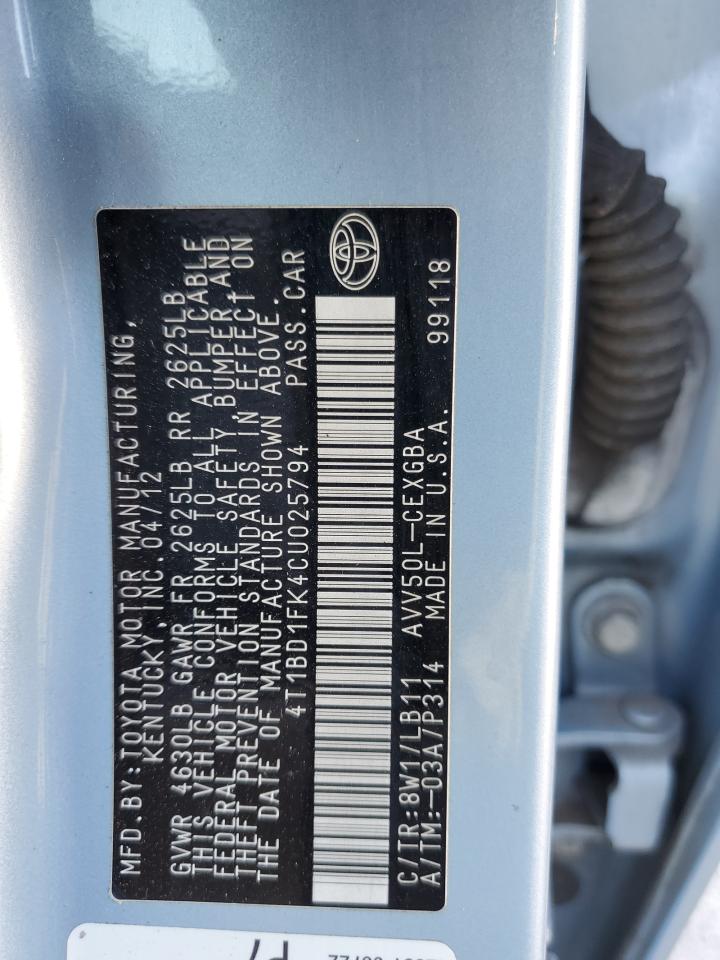 MFD.BY:TOYOTA MOTOR MANUFACTURING,
KENTUCKY,INC.04/12
GVWR 4630LB GAWR FR 2625LB RR 2625LB
THIS VEHICLE CONFORMS TO ALL APPLICABLE
FEDERAL MOTOR VEHICLE SAFETY, BUMPER,AND
THEFT PREVENTION STANDARDS IN EFFECT ON
THE DATE OF MANUFACTURE SHOWN ABOVE.
4T1BD1FK4CU025794 PASS.CAR
C/TR:8W1/LB11 AVV50L-CEXGBA
A/TM:-03A/P314 MADE IN U.S.A. 99118